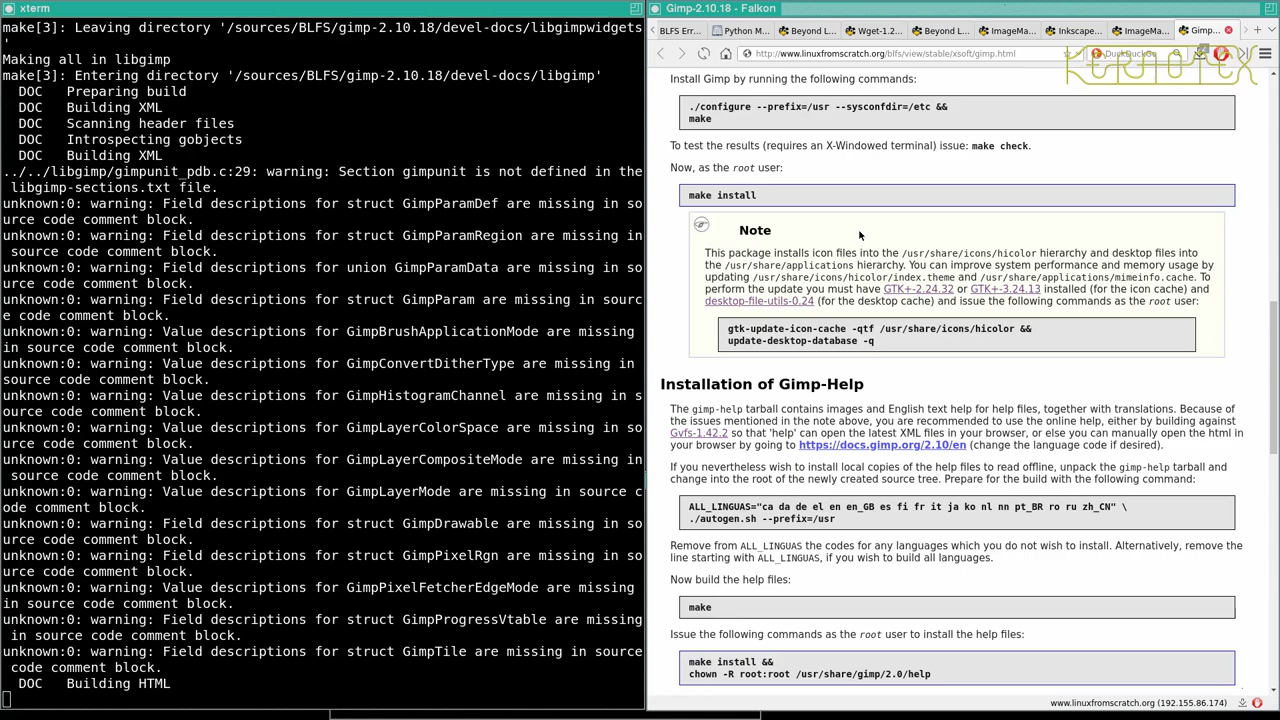 xterm
make[3]: Leaving directory '/sources/BLFS/gimp-2.10.18/devel-docs/libgimpwidgets
'
Making all in libgimp
make[3]: Entering directory '/sources/BLFS/gimp-2.10.18/devel-docs/libgimp'
DOC   Preparing build
DOC   Building XML
DOC   Scanning header files
DOC   Introspecting gobjects
DOC   Building XML
../../libgimp/gimpunit_pdb.c:29: warning: Section gimpunit is not defined in the
 libgimp-sections.txt file.
unknown:0: warning: Field descriptions for struct GimpParamDef are missing in so
urce code comment block.
unknown:0: warning: Field descriptions for struct GimpParamRegion are missing in
 source code comment block.
unknown:0: warning: Field descriptions for union GimpParamData are missing in so
urce code comment block.
unknown:0: warning: Field descriptions for struct GimpParam are missing in sourc
e code comment block.
unknown:0: warning: Value descriptions for GimpBrushApplicationMode are missing
in source code comment block.
unknown:0: warning: Value descriptions for GimpConvertDitherType are missing in
source code comment block.
unknown:0: warning: Value descriptions for GimpHistogramChannel are missing in s
ource code comment block.
unknown:0: warning: Value descriptions for GimpLayerColorSpace are missing in so
urce code comment block.
unknown:0: warning: Value descriptions for GimpLayerCompositeMode are missing in
 source code comment block.
unknown:0: warning: Value descriptions for GimpLayerMode are missing in source c
ode comment block.
unknown:0: warning: Field descriptions for struct GimpDrawable are missing in so
urce code comment block.
unknown:0: warning: Field descriptions for struct GimpPixelRgn are missing in so
urce code comment block.
unknown:0: warning: Value descriptions for GimpPixelFetcherEdgeMode are missing
in source code comment block.
unknown:0: warning: Field descriptions for struct GimpProgressVtable are missing
 in source code comment block.
unknown:0: warning: Field descriptions for struct GimpTile are missing in source
 code comment block.
DOC   Building HTML
Gimp-2.10.18 - Falkon
BLFS Err... Python M... Beyond L... Wget-1.2... Beyond L... ImageMa... Inkscape... ImageMa... Gimp...
http://www.linuxfromscratch.org/blfs/view/stable/xsoft/gimp.html
DuckDuckGo
KERNOTEX
Install Gimp by running the following commands:
./configure --prefix=/usr --sysconfdir=/etc &&
make
To test the results (requires an X-Windowed terminal) issue: make check.
Now, as the root user:
make install
Note
This package installs icon files into the /usr/share/icons/hicolor hierarchy and desktop files into
the /usr/share/applications hierarchy. You can improve system performance and memory usage by
updating /usr/share/icons/hicolor/index.theme and /usr/share/applications/mimeinfo.cache. To
perform the update you must have GTK+-2.24.32 or GTK+-3.24.13 installed (for the icon cache) and
desktop-file-utils-0.24 (for the desktop cache) and issue the following commands as the root user:
gtk-update-icon-cache -qtf /usr/share/icons/hicolor &&
update-desktop-database -q
Installation of Gimp-Help
The gimp-help tarball contains images and English text help for help files, together with translations. Because of
the issues mentioned in the note above, you are recommended to use the online help, either by building against
Gvfs-1.42.2 so that 'help' can open the latest XML files in your browser, or else you can manually open the html in
your browser by going to https://docs.gimp.org/2.10/en (change the language code if desired).
If you nevertheless wish to install local copies of the help files to read offline, unpack the gimp-help tarball and
change into the root of the newly created source tree. Prepare for the build with the following command:
ALL_LINGUAS="ca da de el en en_GB es fi fr it ja ko nl nn pt_BR ro ru zh_CN" \
./autogen.sh --prefix=/usr
Remove from ALL_LINGUAS the codes for any languages which you do not wish to install. Alternatively, remove the
line starting with ALL_LINGUAS, if you wish to build all languages.
Now build the help files:
make
Issue the following commands as the root user to install the help files:
make install &&
chown -R root:root /usr/share/gimp/2.0/help
www.linuxfromscratch.org (192.155.86.174)